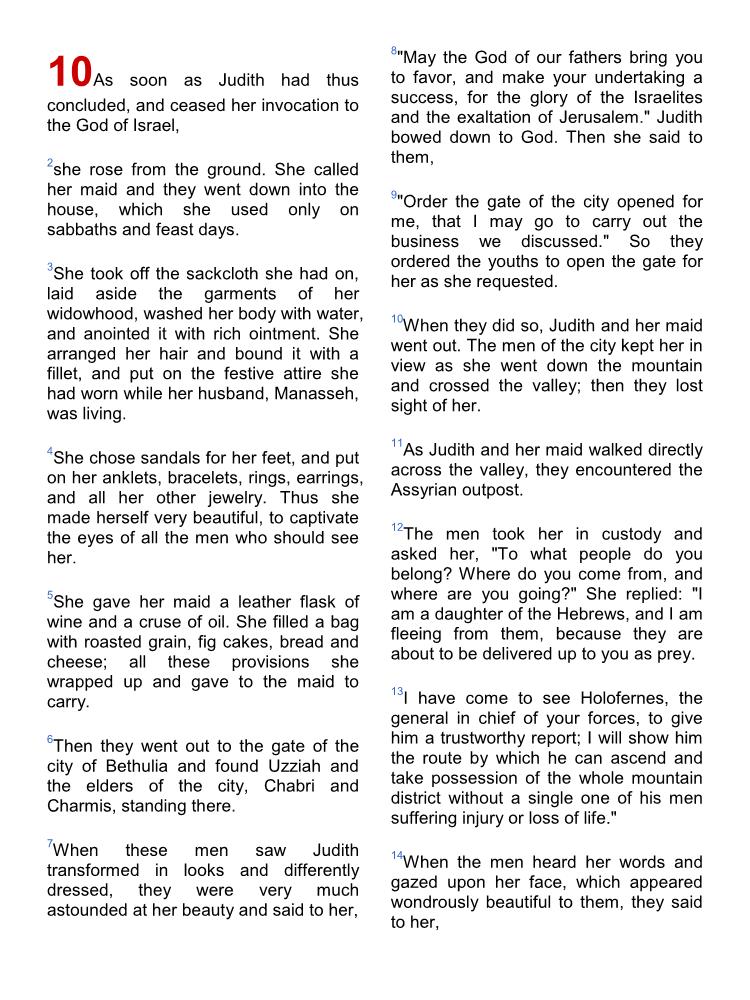 10As soon as Judith had thus
concluded, and ceased her invocation to
the God of Israel,
2she rose from the ground. She called
her maid and they went down into the
house, which she used only on
sabbaths and feast days.
3She took off the sackcloth she had on,
laid aside the garments of her
widowhood, washed her body with water,
and anointed it with rich ointment. She
arranged her hair and bound it with a
fillet, and put on the festive attire she
had worn while her husband, Manasseh,
was living.
4She chose sandals for her feet, and put
on her anklets, bracelets, rings, earrings,
and all her other jewelry. Thus she
made herself very beautiful, to captivate
the eyes of all the men who should see
her.
5She gave her maid a leather flask of
wine and a cruse of oil. She filled a bag
with roasted grain, fig cakes, bread and
cheese; all these provisions she
wrapped up and gave to the maid to
carry.
6Then they went out to the gate of the
city of Bethulia and found Uzziah and
the elders of the city, Chabri and
Charmis, standing there.
7When these men saw Judith
transformed in looks and differently
dressed, they were very much
astounded at her beauty and said to her,
8"May the God of our fathers bring you
to favor, and make your undertaking a
success, for the glory of the Israelites
and the exaltation of Jerusalem." Judith
bowed down to God. Then she said to
them,
9"Order the gate of the city opened for
me, that I may go to carry out the
business we discussed." So they
ordered the youths to open the gate for
her as she requested.
10When they did so, Judith and her maid
went out. The men of the city kept her in
view as she went down the mountain
and crossed the valley; then they lost
sight of her.
11As Judith and her maid walked directly
across the valley, they encountered the
Assyrian outpost.
12The men took her in custody and
asked her, "To what people do you
belong? Where do you come from, and
where are you going?" She replied: "I
am a daughter of the Hebrews, and I am
fleeing from them, because they are
about to be delivered up to you as prey.
13I have come to see Holofernes, the
general in chief of your forces, to give
him a trustworthy report; I will show him
the route by which he can ascend and
take possession of the whole mountain
district without a single one of his men
suffering injury or loss of life."
14When the men heard her words and
gazed upon her face, which appeared
wondrously beautiful to them, they said
to her,